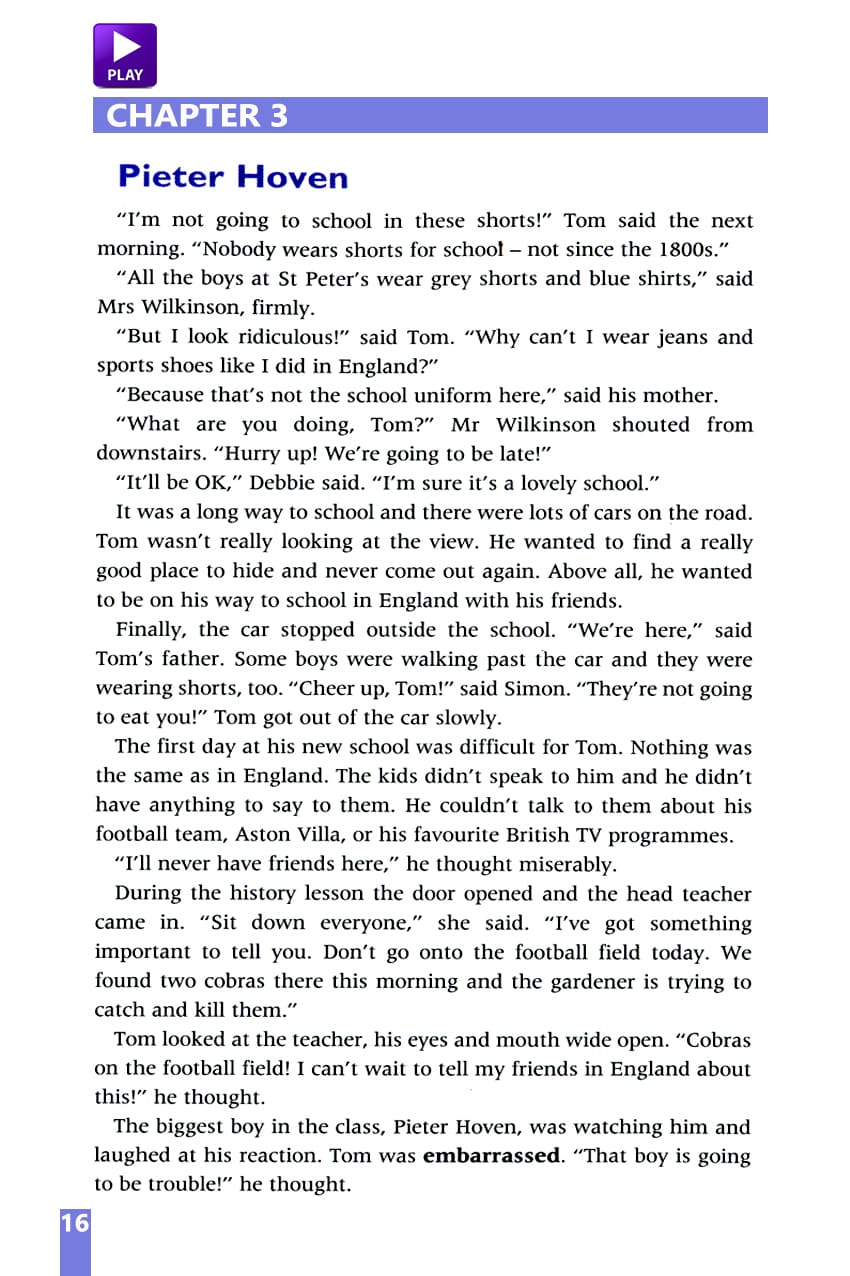 PLAY
CHAPTER 3
Pieter Hoven
“I’m not going to school in these shorts!” Tom said the next
morning. “Nobody wears shorts for school – not since the 1800s.”
“All the boys at St Peter’s wear grey shorts and blue shirts,” said
Mrs Wilkinson, firmly.
“But I look ridiculous!” said Tom. “Why can’t I wear jeans and
sports shoes like I did in England?”
“Because that’s not the school uniform here,” said his mother.
“What are you doing, Tom?” Mr Wilkinson shouted from
downstairs. “Hurry up! We’re going to be late!”
“It’ll be OK,” Debbie said. “I’m sure it’s a lovely school.”
It was a long way to school and there were lots of cars on the road.
Tom wasn’t really looking at the view. He wanted to find a really
good place to hide and never come out again. Above all, he wanted
to be on his way to school in England with his friends.
Finally, the car stopped outside the school. “We’re here,” said
Tom’s father. Some boys were walking past the car and they were
wearing shorts, too. “Cheer up, Tom!” said Simon. “They’re not going
to eat you!” Tom got out of the car slowly.
The first day at his new school was difficult for Tom. Nothing was
the same as in England. The kids didn’t speak to him and he didn’t
have anything to say to them. He couldn’t talk to them about his
football team, Aston Villa, or his favourite British TV programmes.
“I’ll never have friends here,” he thought miserably.
During the history lesson the door opened and the head teacher
came in. “Sit down everyone,” she said. “I’ve got something
important to tell you. Don’t go onto the football field today. We
found two cobras there this morning and the gardener is trying to
catch and kill them.”
Tom looked at the teacher, his eyes and mouth wide open. “Cobras
on the football field! I can’t wait to tell my friends in England about
this!” he thought.
The biggest boy in the class, Pieter Hoven, was watching him and
laughed at his reaction. Tom was embarrassed. “That boy is going
to be trouble!” he thought.
16